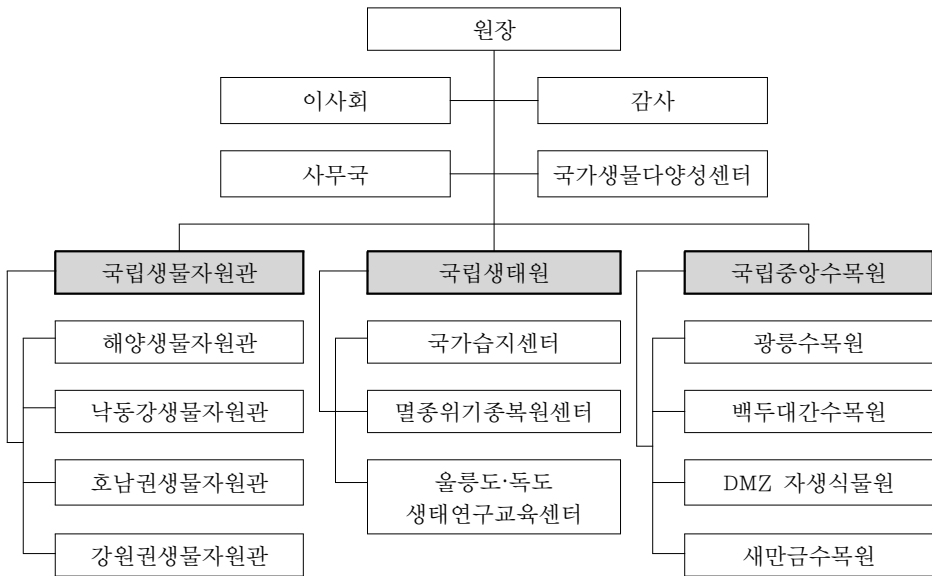 원장
이사회
감사
사무국
국가생물다양성센터
국립생물자원관
국립생태원
국립중앙수목원
해양생물자원관
국가습지센터
광릉수목원
낙동강생물자원관
멸종위기종복원센터
백두대간수목원
호남권생물자원관
울릉도·독도
생태연구교육센터
DMZ 자생식물원
강원권생물자원관
새만금수목원